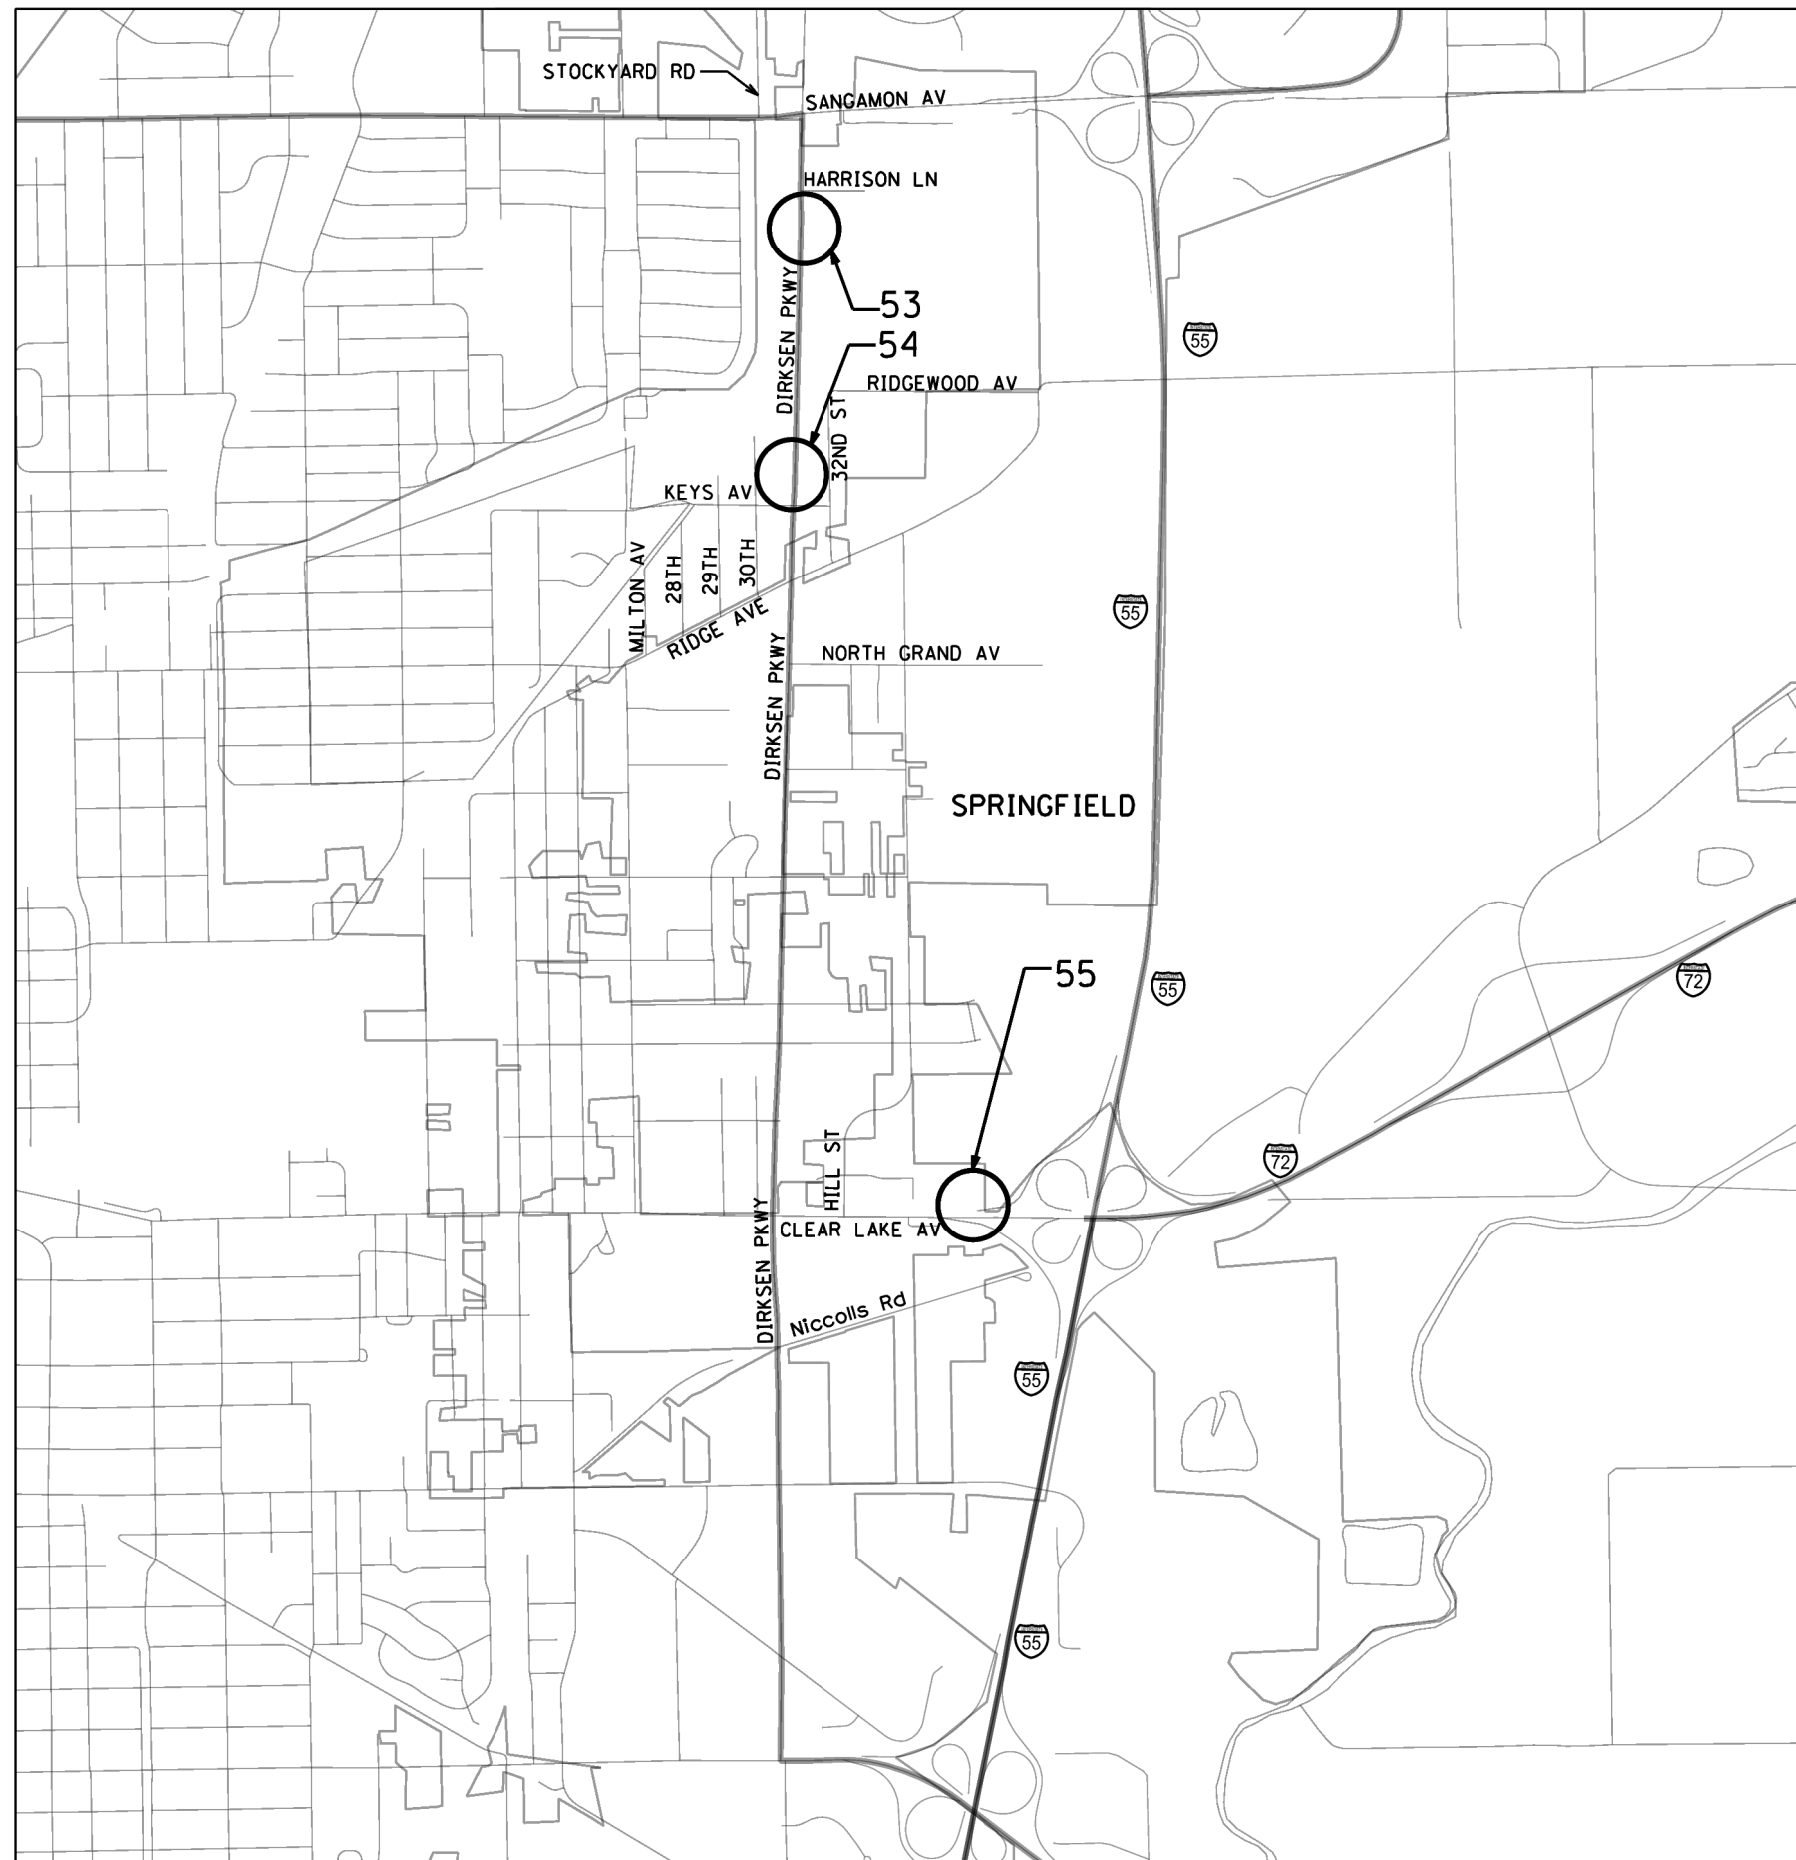 STOCKYARD RD
SANGAMON AV
HARRISON LN
53
DIRKSEN PKWY
54
55
RIDGEWOOD AV
32ND ST
KEYS AV
MILTON AV
28TH
29TH
30TH
RIDGE AVE
55
NORTH GRAND AV
DIRKSEN PKWY
SPRINGFIELD
55
55
72
HILL ST
72
DIRKSEN PKWY
CLEAR LAKE AV
Niccolls Rd
55
55